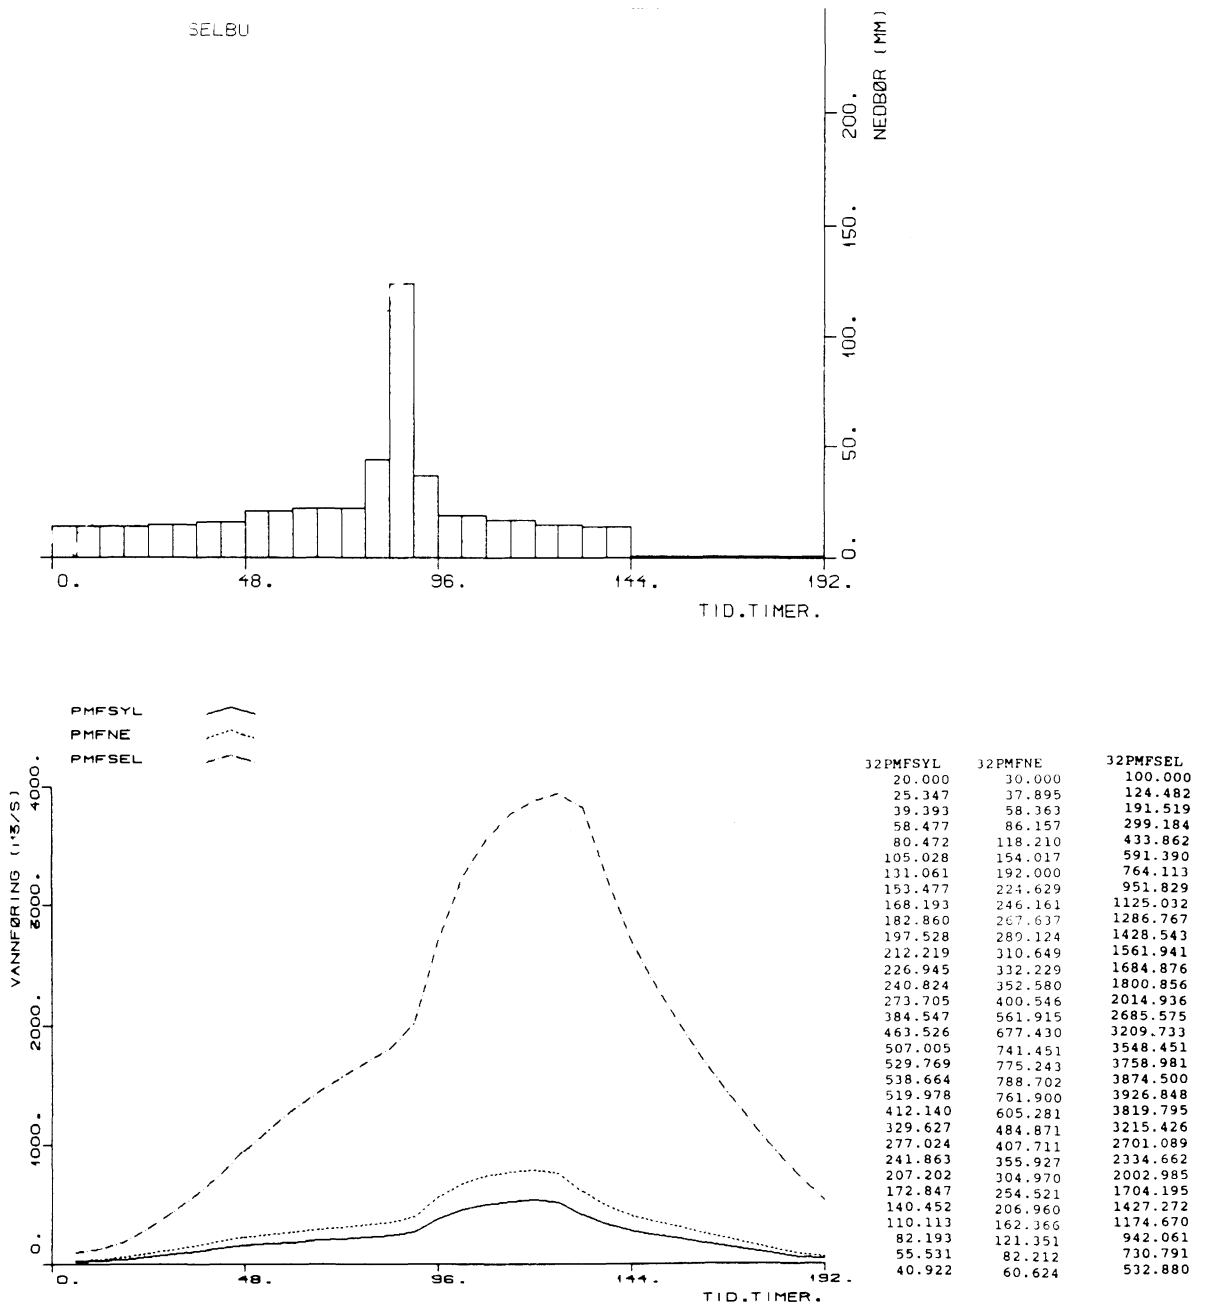 SELBU
NEDBØR (MM)
200.
150.
100.
50.
0.
0. 48. 96. 144. 192.
TID.TIMER.
PMFSYL
PMFNE
PMFSEL
VANNFØRING
4000.
3000.
2000.
1000.
0.
0. 48. 96. 144. 192.
TID.TIMER.
32PMFSYL 32PMFNE 32PMFSEL
20.000 30.000 100.000
25.347 37.895 124.482
39.393 58.363 191.519
58.477 86.157 299.184
80.472 118.210 433.862
105.028 154.017 591.390
131.061 192.000 764.113
153.477 224.629 951.829
168.193 246.161 1125.032
182.860 267.637 1286.767
197.528 289.124 1428.543
212.219 310.649 1561.941
226.945 332.229 1684.876
240.824 352.580 1800.856
273.705 400.546 2014.936
384.547 561.915 2685.575
463.526 677.430 3209.733
507.005 741.451 3548.451
529.769 775.243 3758.981
538.664 788.702 3874.500
519.978 761.900 3926.848
412.140 605.281 3819.795
329.627 484.871 3215.426
277.024 407.711 2701.089
241.863 355.927 2334.662
207.202 304.970 2002.985
172.847 254.521 1704.195
140.452 206.960 1427.272
110.113 162.366 1174.670
82.193 121.351 942.061
55.531 82.212 730.791
40.922 60.624 532.880